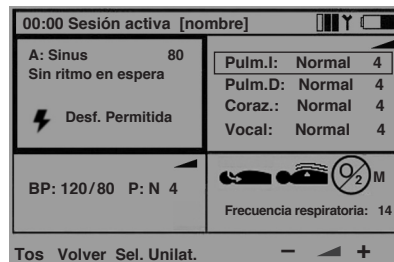 00:00 Sesión activa [nombre]
A: Sinus 80
Sin ritmo en espera
Desf. Permitida
Pulm.I: Normal 4
Pulm.D: Normal 4
Coraz.: Normal 4
Vocal: Normal 4
BP: 120/80 P: N 4
O2 M
Frecuencia respiratoria: 14
Tos Volver Sel. Unilat. − +